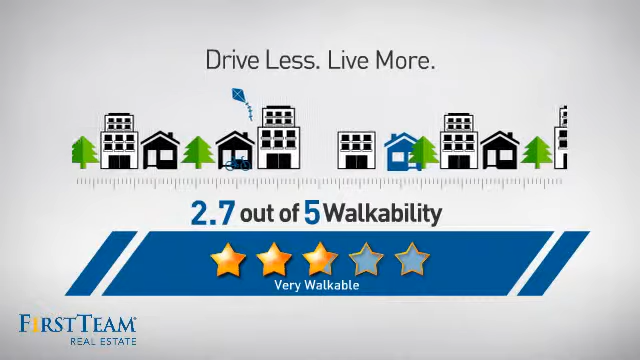 Drive Less. Live More.
2.7 out of 5 Walkability
Very Walkable
FIRSTTEAM®
REAL ESTATE